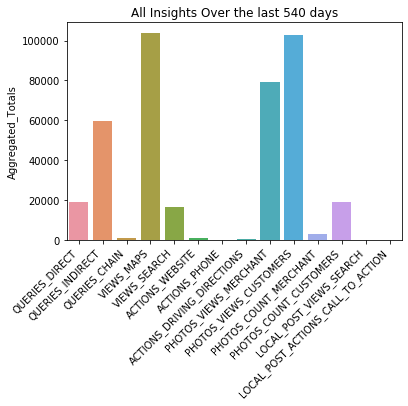 All Insights Over the last 540 days
Aggregated_Totals
100000
80000
60000
40000
20000
0
QUERIES_DIRECT
QUERIES_INDIRECT
QUERIES_CHAIN
VIEWS_MAPS
VIEWS_SEARCH
ACTIONS_WEBSITE
ACTIONS_PHONE
ACTIONS_DRIVING_DIRECTIONS
PHOTOS_VIEWS_MERCHANT
PHOTOS_VIEWS_CUSTOMERS
PHOTOS_COUNT_MERCHANT
PHOTOS_COUNT_CUSTOMERS
LOCAL_POST_VIEWS_SEARCH
LOCAL_POST_ACTIONS_CALL_TO_ACTION